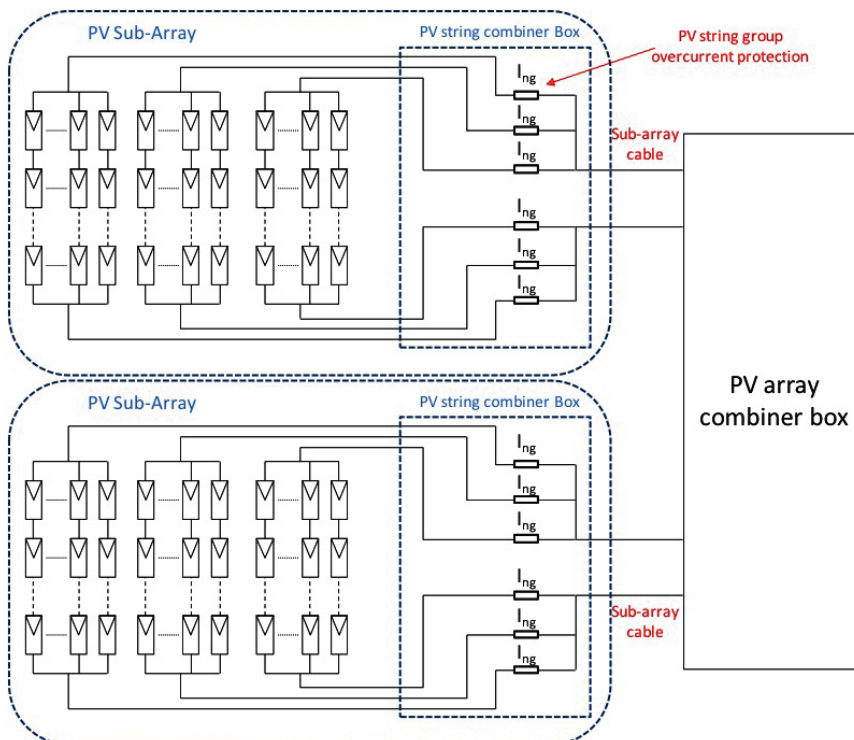 PV Sub-Array
PV string combiner Box
PV string group
overcurrent protection
Ing
Ing
Ing
Sub-array
cable
Ing
Ing
Ing
PV Sub-Array
PV string combiner Box
PV array
combiner box
Ing
Ing
Ing
Ing
Sub-array
cable
Ing
Ing